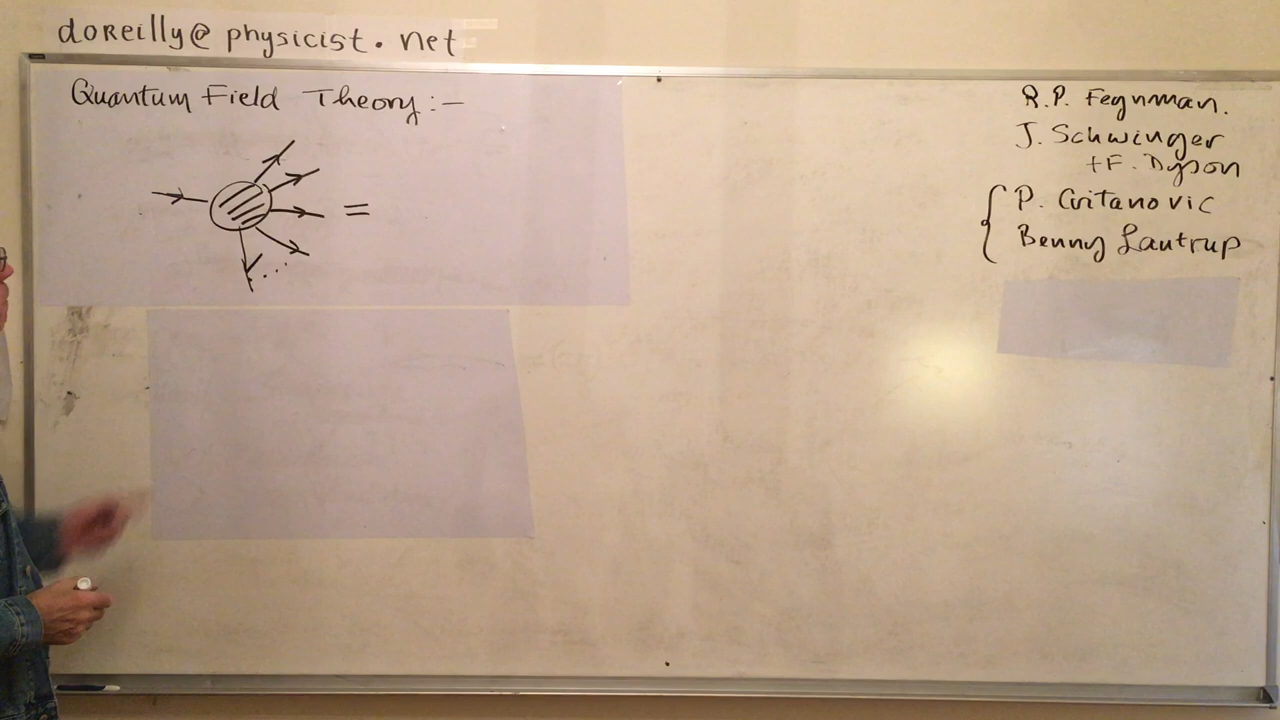 doReilly@physicist.net
Quantum Field Theory:-
=
R.P. Feynman.
J. Schwinger
+F. Dyson
P. Cvitanovic
Benny Lautrup